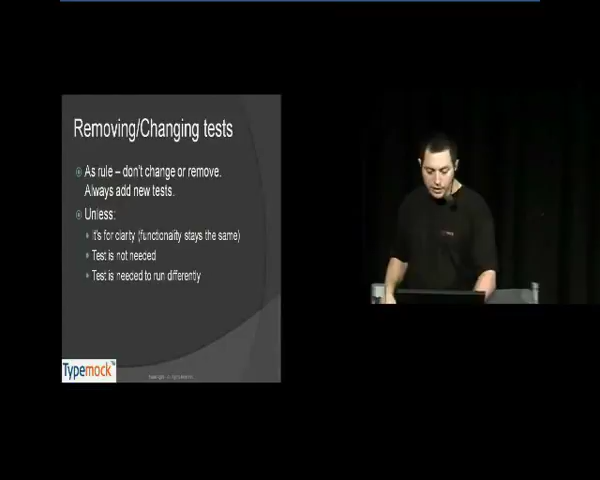 Removing/Changing tests
As rule – don't change or remove.
Always add new tests.
Unless:
It's for clarity (functionality stays the same)
Test is not needed
Test is needed to run differently
Typemock